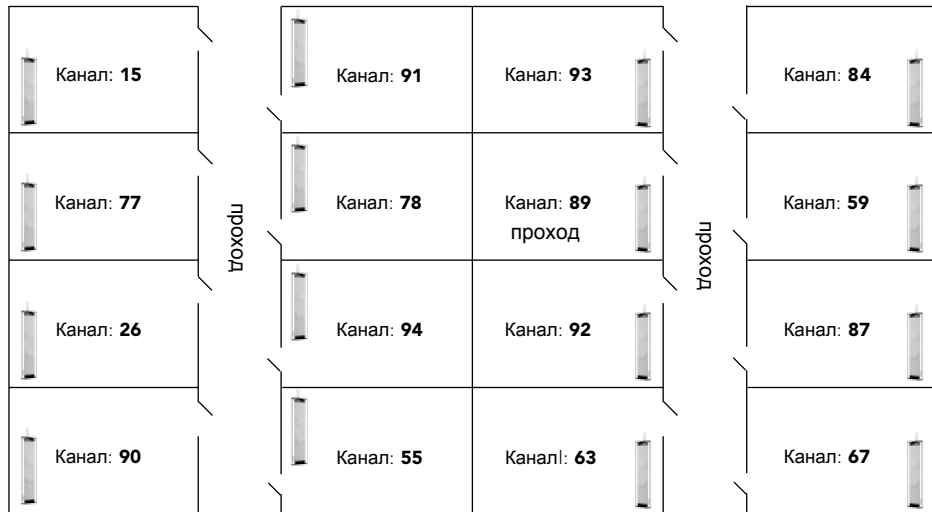 Канал: 15
Канал: 91
Канал: 93
Канал: 84
Канал: 77
Канал: 78
Канал: 89
Канал: 59
проход
проход
проход
Канал: 26
Канал: 94
Канал: 92
Канал: 87
Канал: 90
Канал: 55
Каналl: 63
Канал: 67